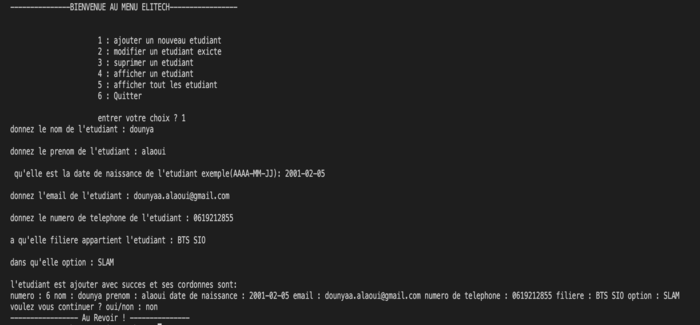 ---------------BIENVENUE AU MENU ELITECH-----------------
1 : ajouter un nouveau etudiant
2 : modifier un etudiant exicte
3 : suprimer un etudiant
4 : afficher un etudiant
5 : afficher tout les etudiant
6 : Quitter
entrer votre choix ? 1
donnez le nom de l'etudiant : dounya
donnez le prenom de l'etudiant : alaoui
qu'elle est la date de naissance de l'etudiant exemple(AAAA-MM-JJ): 2001-02-05
donnez l'email de l'etudiant : dounyaa.alaoui@gmail.com
donnez le numero de telephone de l'etudiant : 0619212855
a qu'elle filiere appartient l'etudiant : BTS SIO
dans qu'elle option : SLAM
l'etudiant est ajouter avec succes et ses cordonnes sont:
numero : 6 nom : dounya prenom : alaoui date de naissance : 2001-02-05 email : dounyaa.alaoui@gmail.com numero de telephone : 0619212855 filiere : BTS SIO option : SLAM
voulez vous continuer ? oui/non : non
----------------- Au Revoir ! ---------------